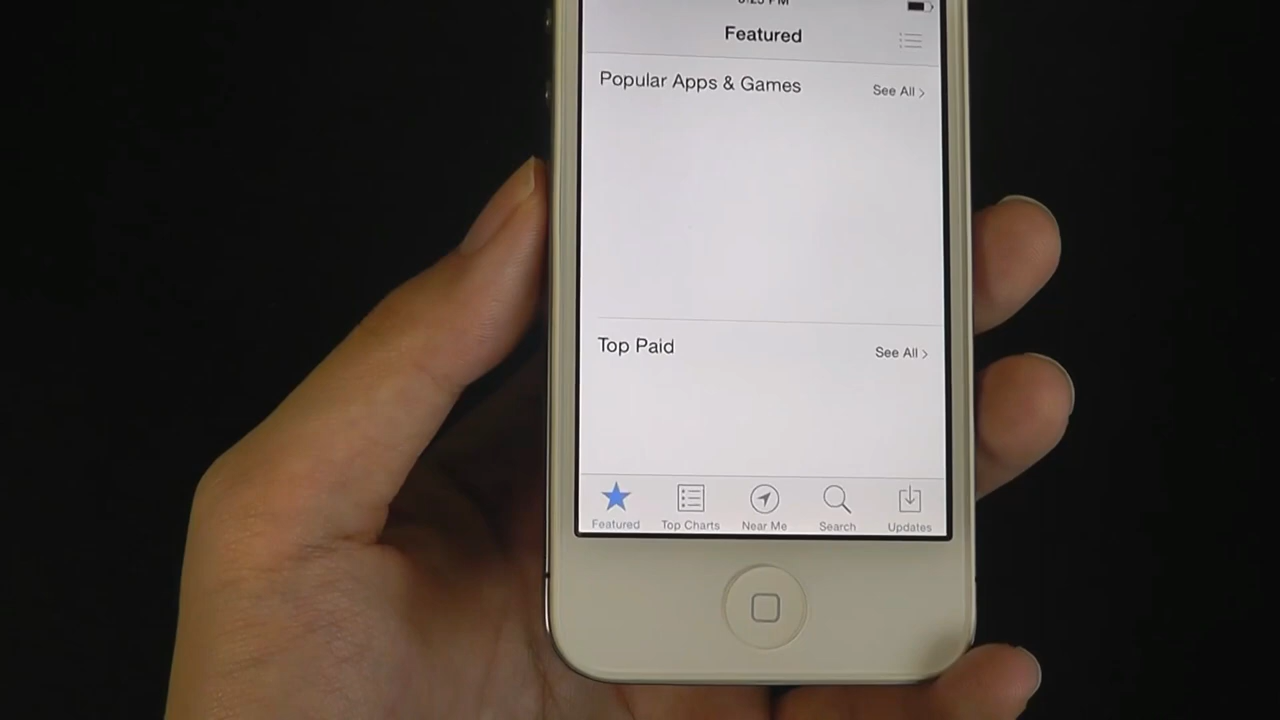 Featured
Popular Apps & Games
See All >
Top Paid
See All >
Featured
Top Charts
Near Me
Search
Updates